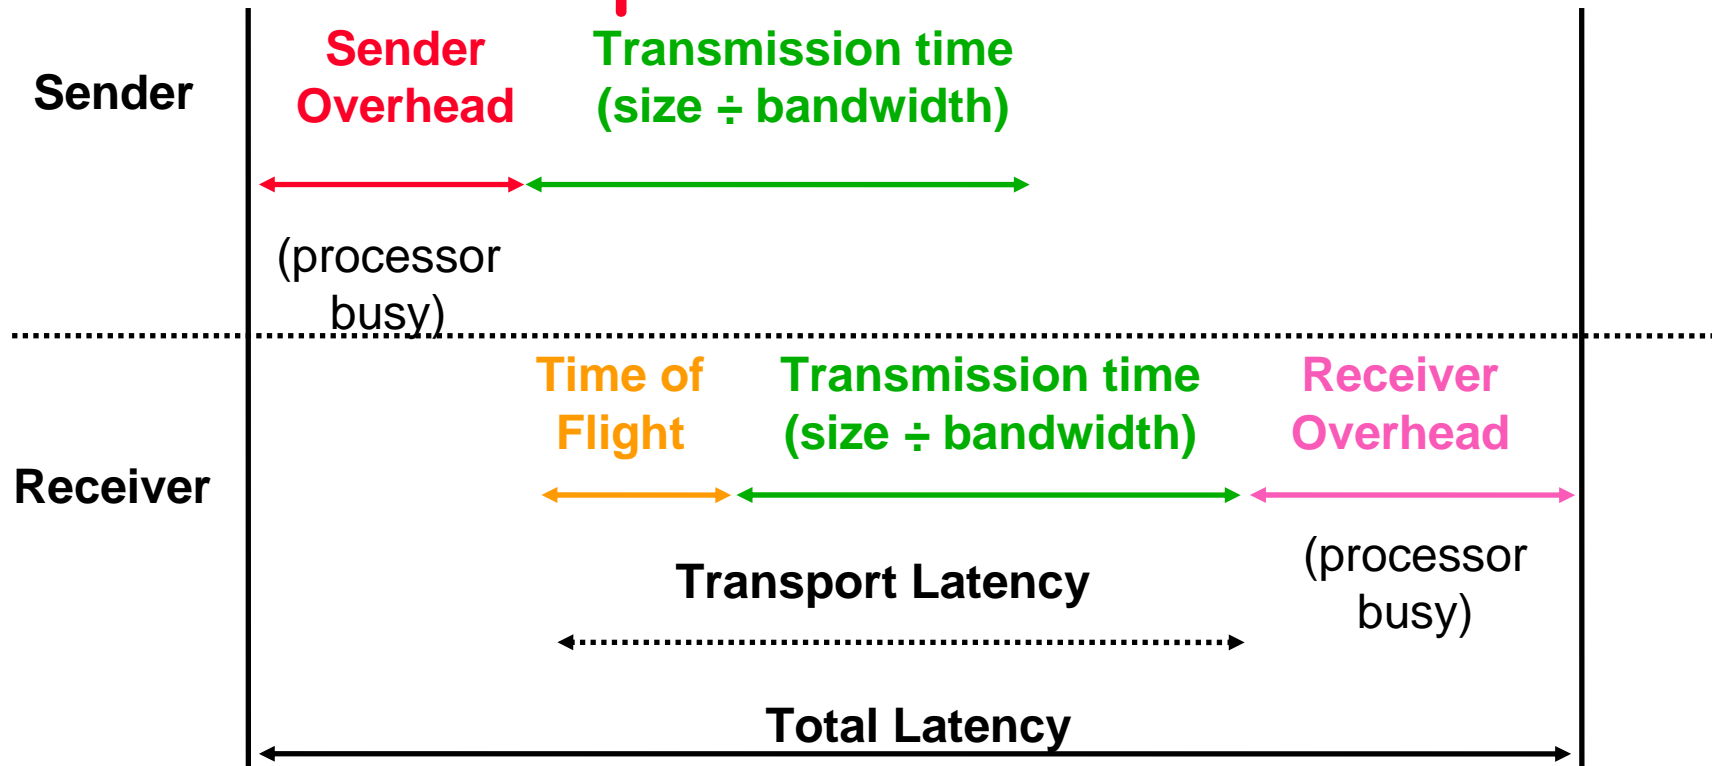 Sender
Overhead
Transmission time
(size ÷ bandwidth)
Sender
(processor
busy)
Time of
Flight
Transmission time
(size ÷ bandwidth)
Receiver
Overhead
Receiver
(processor
busy)
Transport Latency
Total Latency